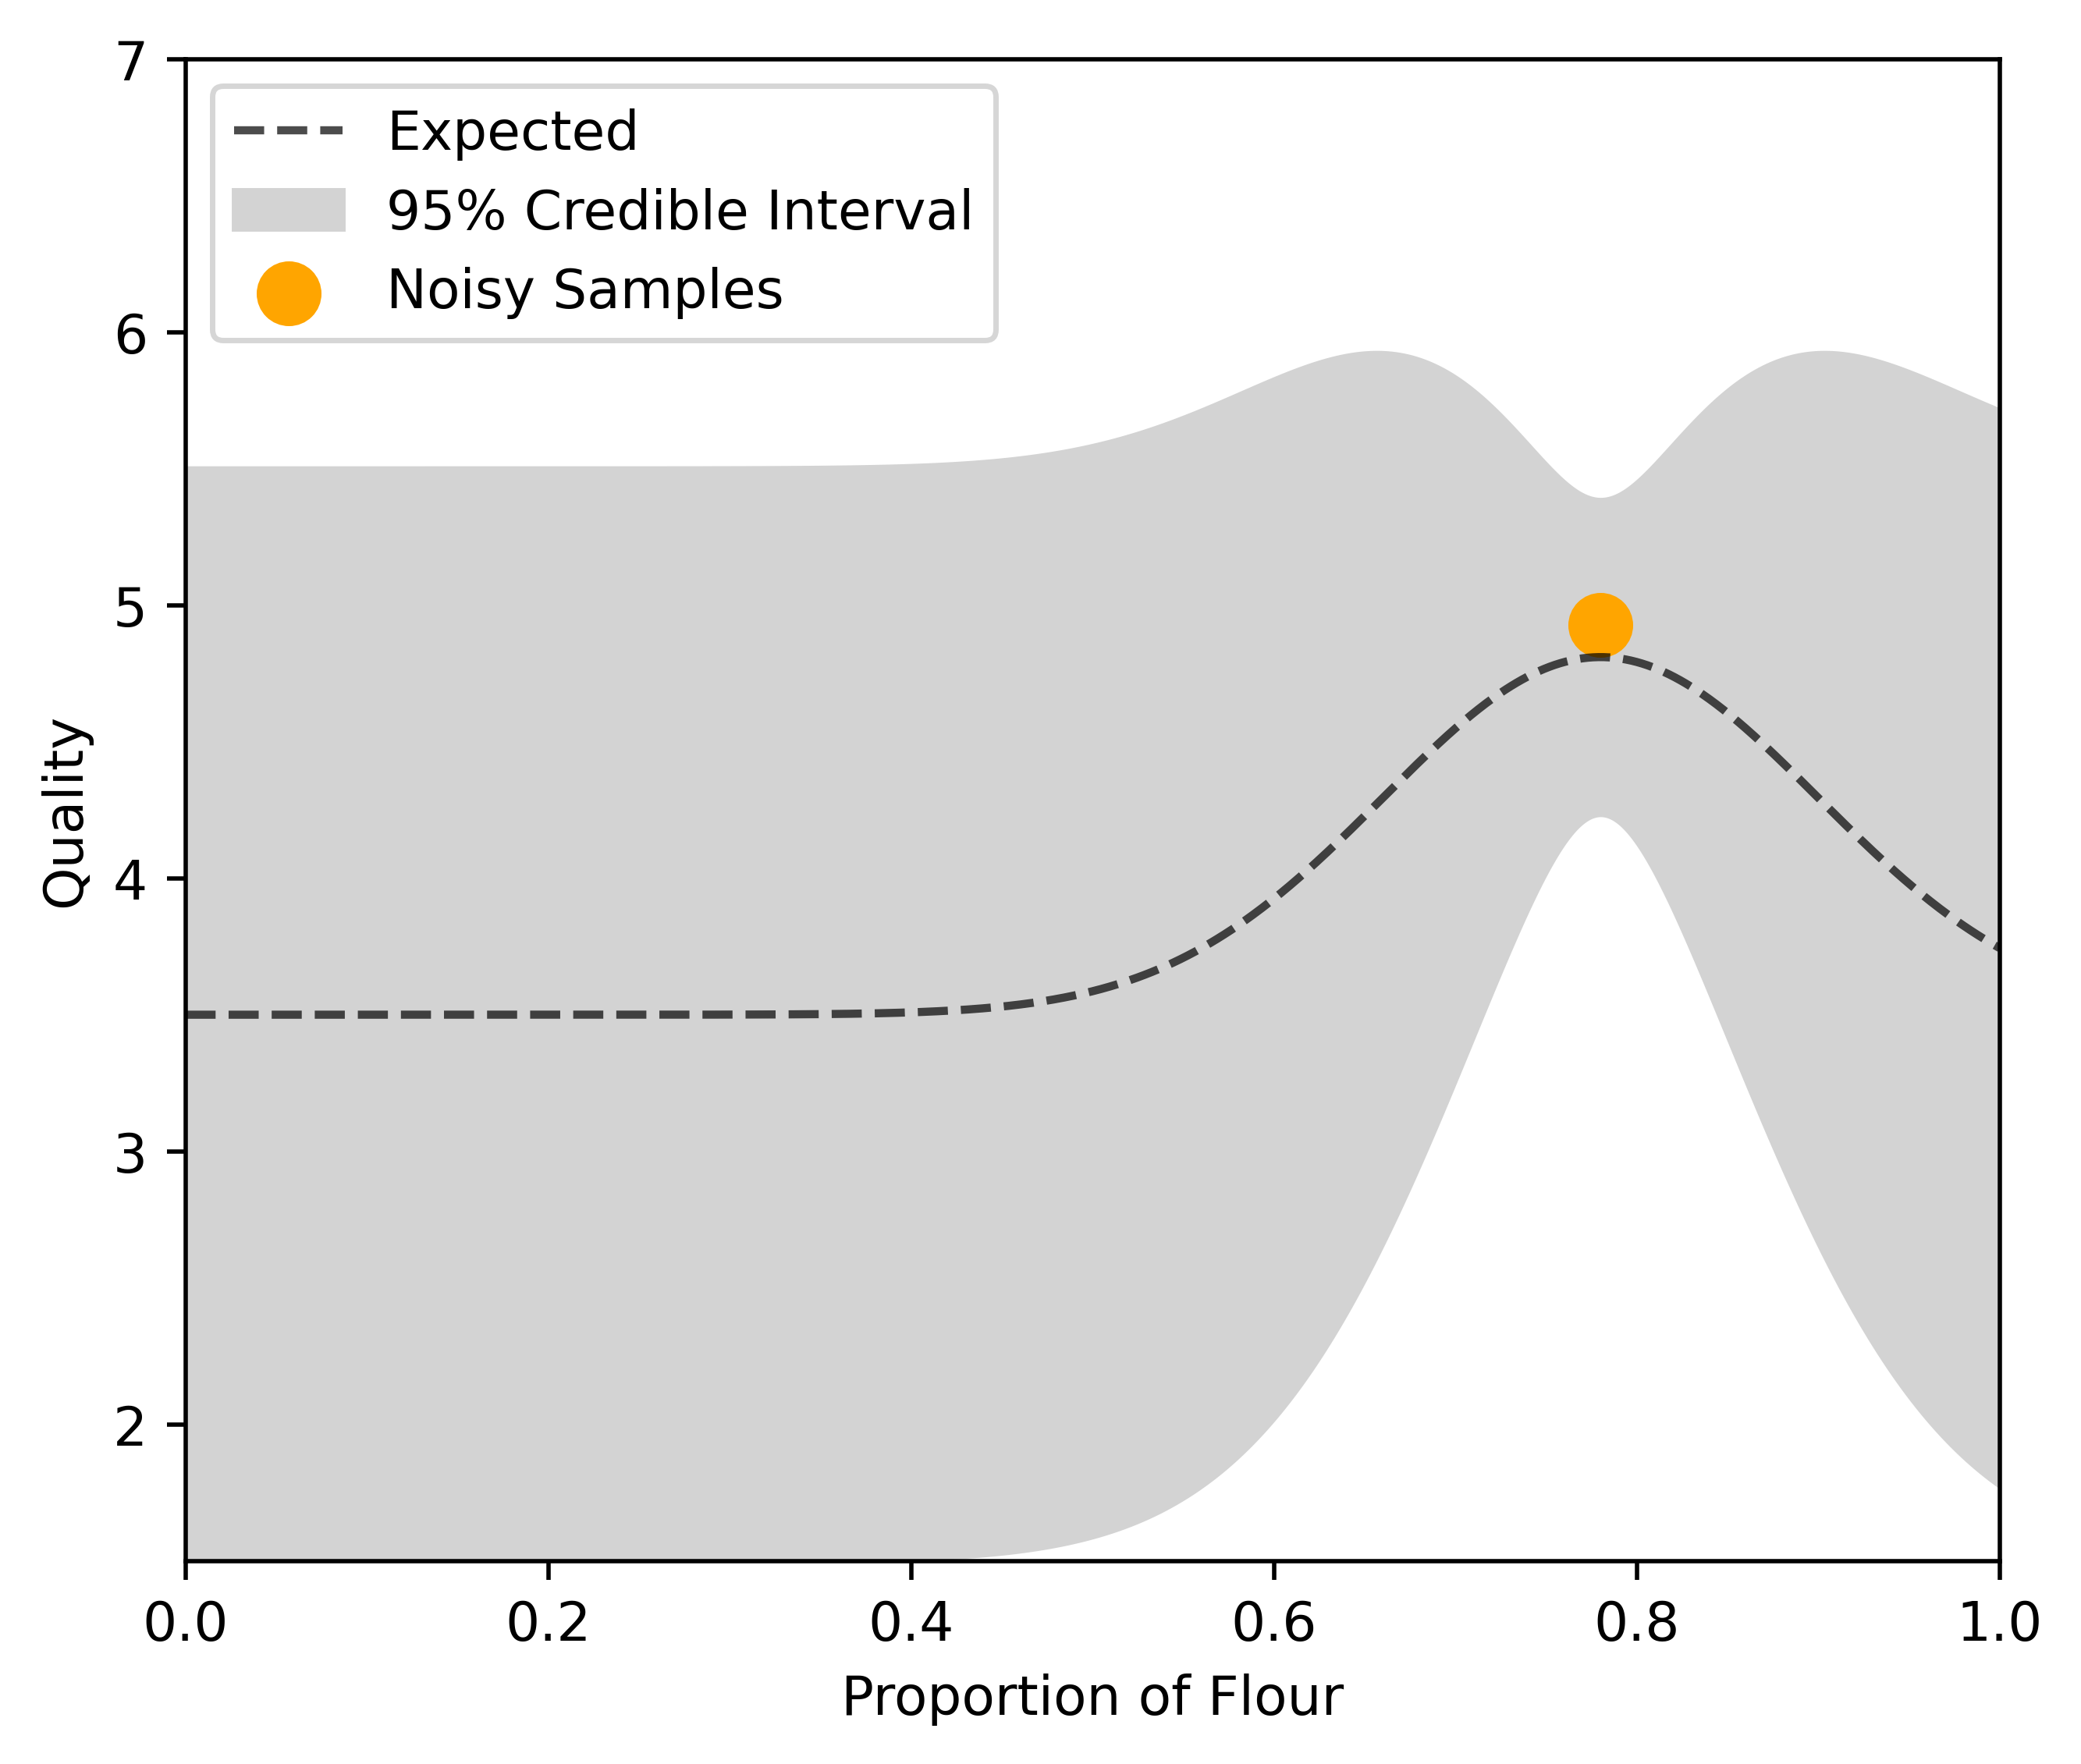 7
Expected
95% Credible Interval
Noisy Samples
6
5
4
3
2
Quality
0.0 0.2 0.4 0.6 0.8 1.0
Proportion of Flour